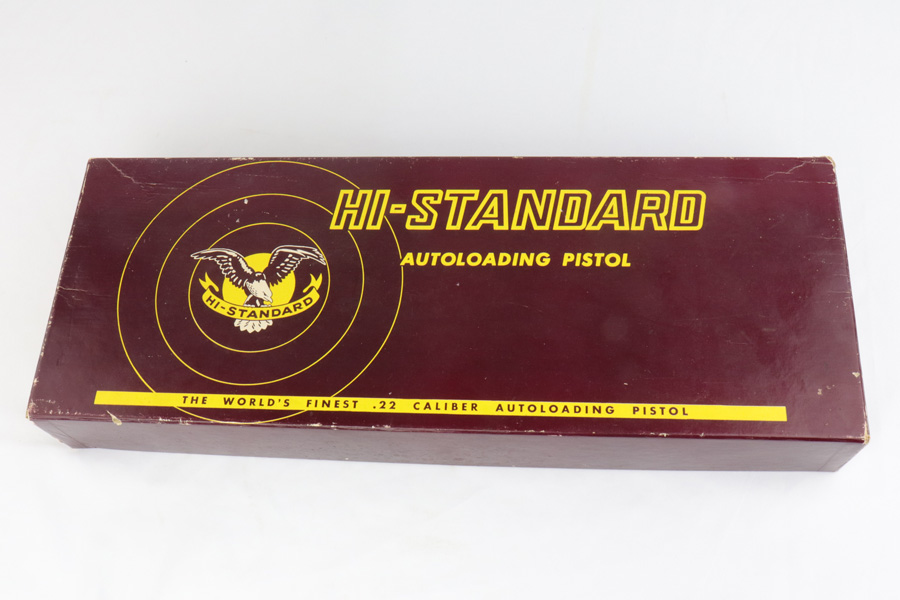 HI-STANDARD
AUTOLOADING PISTOL
HI-STANDARD
THE WORLD'S FINEST .22 CALIBER AUTOLOADING PISTOL